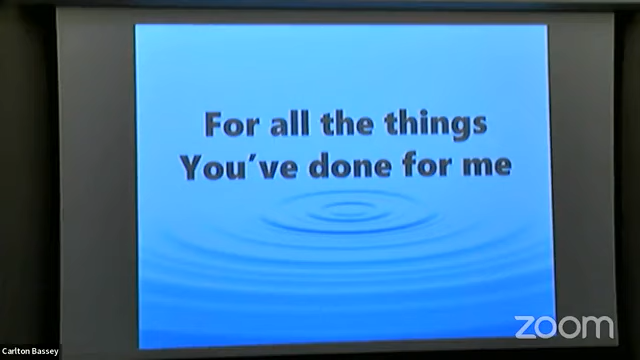 For all the things
You've done for me
Carlton Bassey
zoom